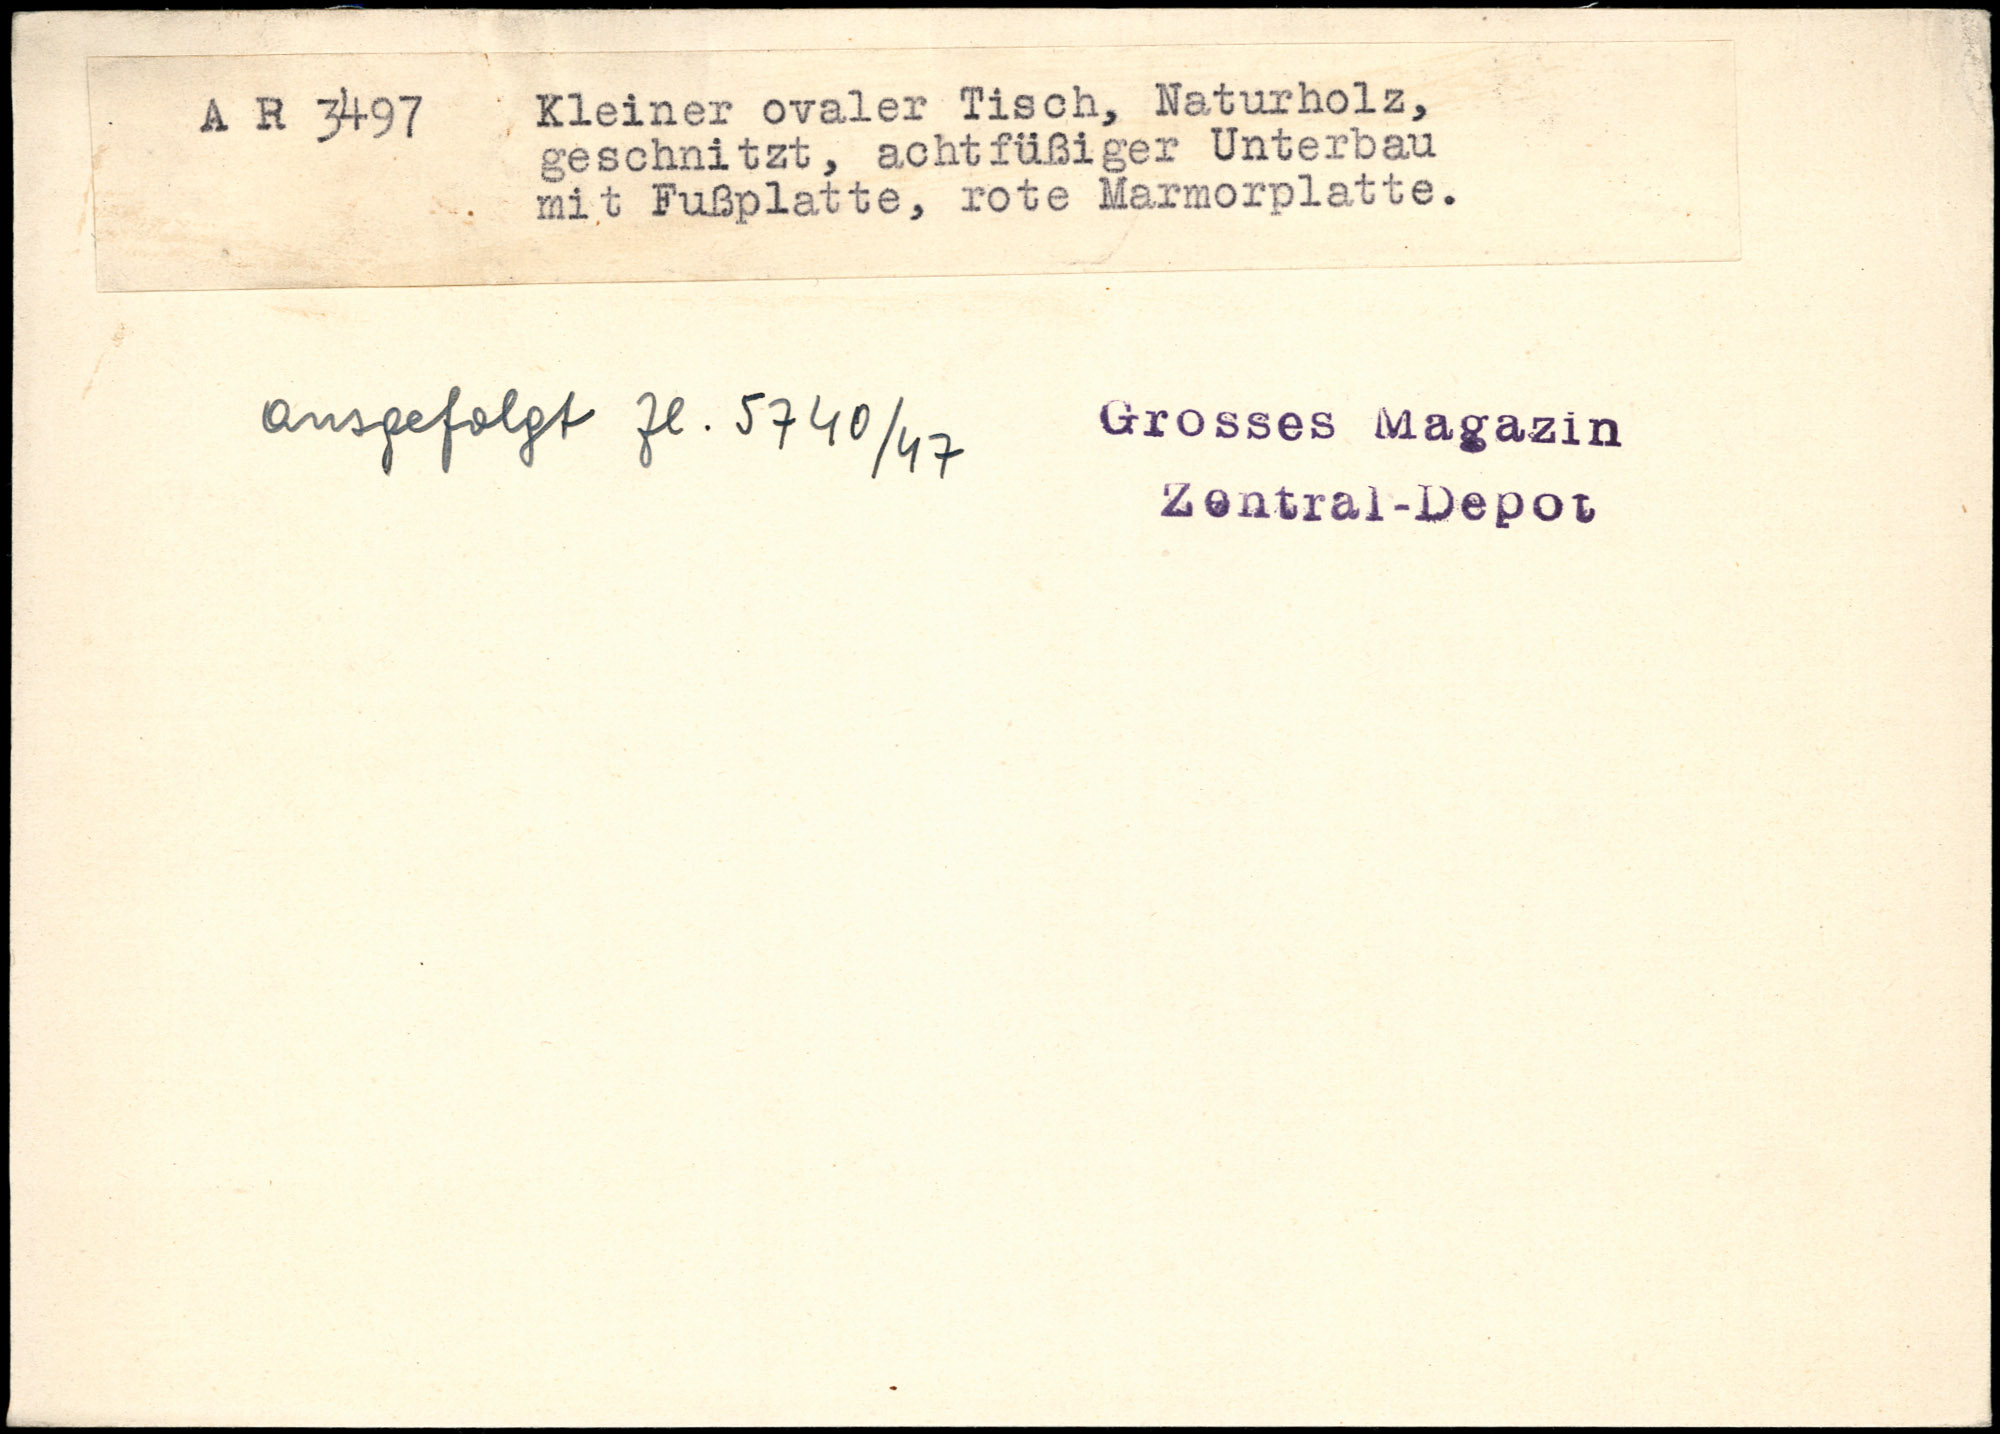 A R 3497 Kleiner ovaler Tisch, Naturholz,
geschnitzt, achtfüßiger Unterbau
mit Fußplatte, rote Marmorplatte.
ausgefolgt Zl. 5740/47
Grosses Magazin
Zentral-Depot